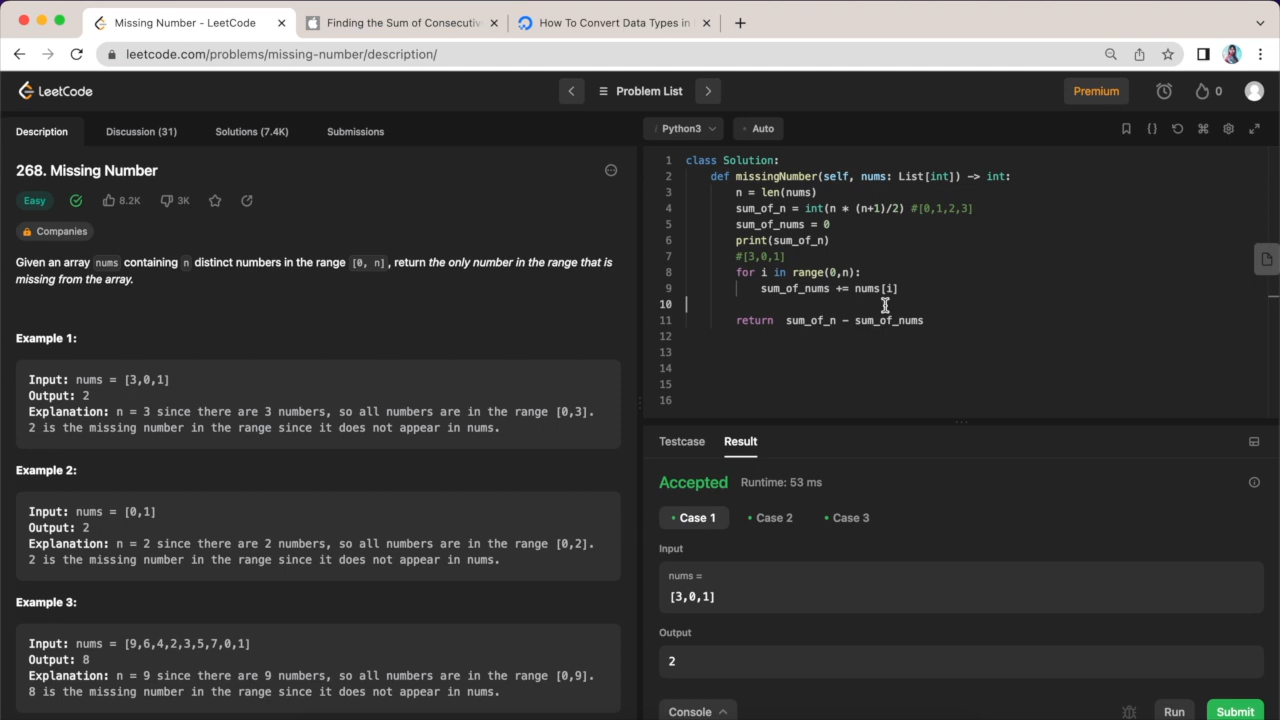 Missing Number - LeetCode
Finding the Sum of Consecutiv
How To Convert Data Types in
leetcode.com/problems/missing-number/description/
LeetCode
Problem List
Premium
0
Description
Discussion (31)
Solutions (7.4K)
Submissions
268. Missing Number
Easy
8.2K
3K
Companies
Given an array nums containing n distinct numbers in the range [0, n], return the only number in the range that is
missing from the array.
Example 1:
Input: nums = [3,0,1]
Output: 2
Explanation: n = 3 since there are 3 numbers, so all numbers are in the range [0,3].
2 is the missing number in the range since it does not appear in nums.
Example 2:
Input: nums = [0,1]
Output: 2
Explanation: n = 2 since there are 2 numbers, so all numbers are in the range [0,2].
2 is the missing number in the range since it does not appear in nums.
Example 3:
Input: nums = [9,6,4,2,3,5,7,0,1]
Output: 8
Explanation: n = 9 since there are 9 numbers, so all numbers are in the range [0,9].
8 is the missing number in the range since it does not appear in nums.
Python3
Auto
1 class Solution:
2 def missingNumber(self, nums: List[int]) -> int:
3 n = len(nums)
4 sum_of_n = int(n * (n+1)/2) #[0,1,2,3]
5 sum_of_nums = 0
6 print(sum_of_n)
7 #[3,0,1]
8 for i in range(0,n):
9 sum_of_nums += nums[i]
10
11 return  sum_of_n - sum_of_nums
12
13
14
15
16
Testcase
Result
Accepted
Runtime: 53 ms
Case 1
Case 2
Case 3
Input
nums =
[3,0,1]
Output
2
Console
Run
Submit